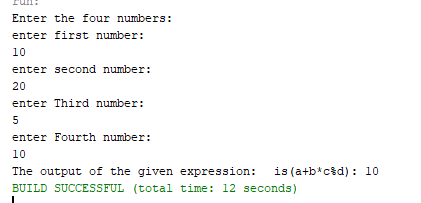 run:
Enter the four numbers:
enter first number:
10
enter second number:
20
enter Third number:
5
enter Fourth number:
10
The output of the given expression:  is(a+b*c%d): 10
BUILD SUCCESSFUL (total time: 12 seconds)